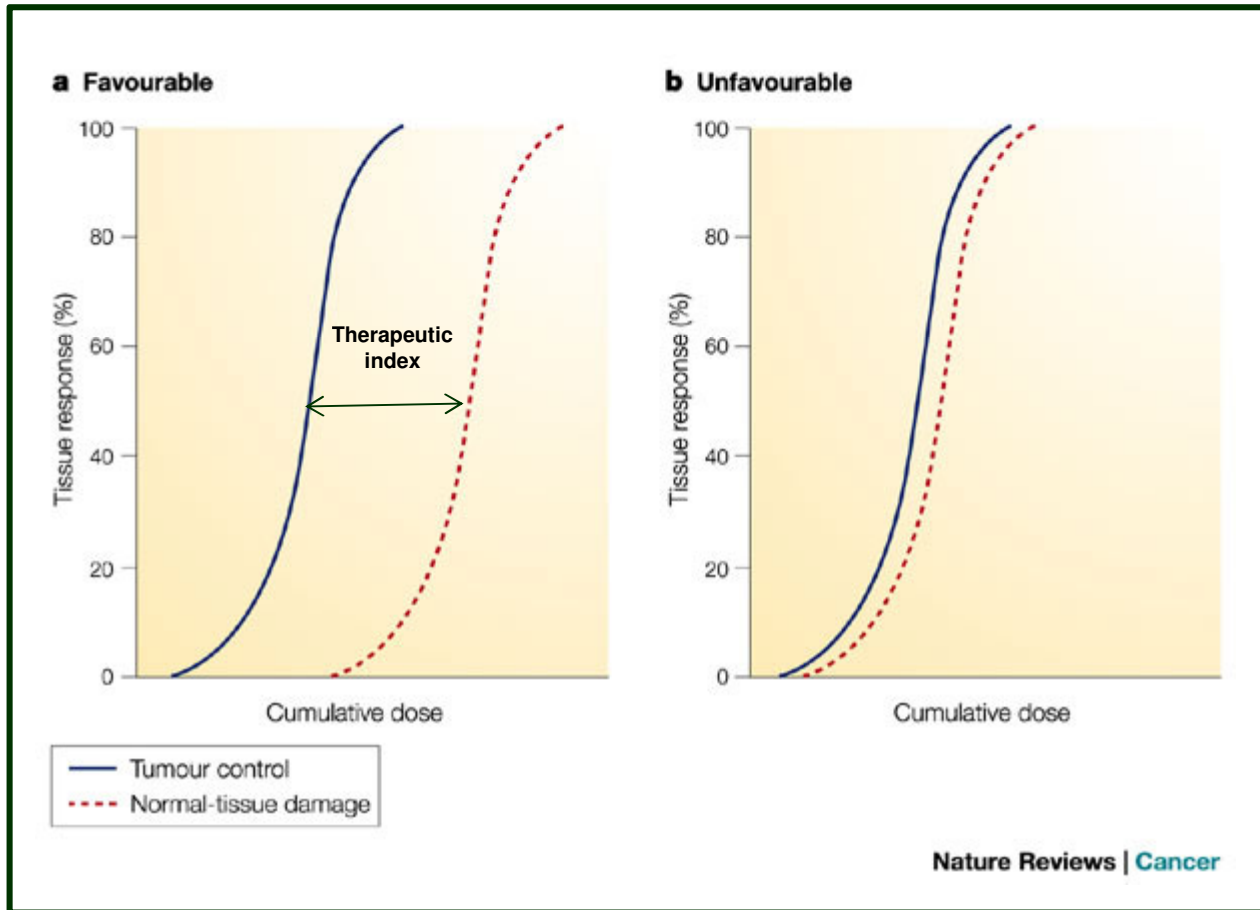 a Favourable
100
80
60
40
20
0
Tissue response (%)
Therapeutic
index
Cumulative dose
b Unfavourable
100
80
60
40
20
0
Tissue response (%)
Cumulative dose
Tumour control
Normal-tissue damage
Nature Reviews | Cancer